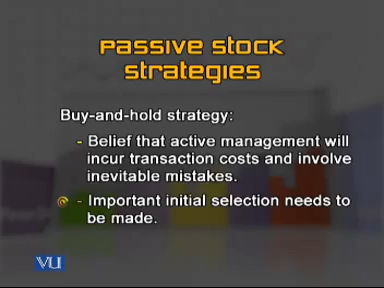 Passive Stock
Strategies
Buy-and-hold strategy:
- Belief that active management will
incur transaction costs and involve
inevitable mistakes.
- Important initial selection needs to
be made.
VU